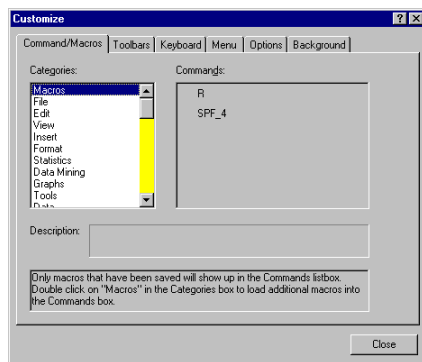 Customize
Command/Macros Toolbars Keyboard Menu Options Background
Categories: Commands:
Macros
File
Edit
View
Insert
Format
Statistics
Data Mining
Graphs
Tools
Data
R
SPF_4
Description:
Only macros that have been saved will show up in the Commands listbox.
Double click on "Macros" in the Categories box to load additional macros into
the Commands box.
Close